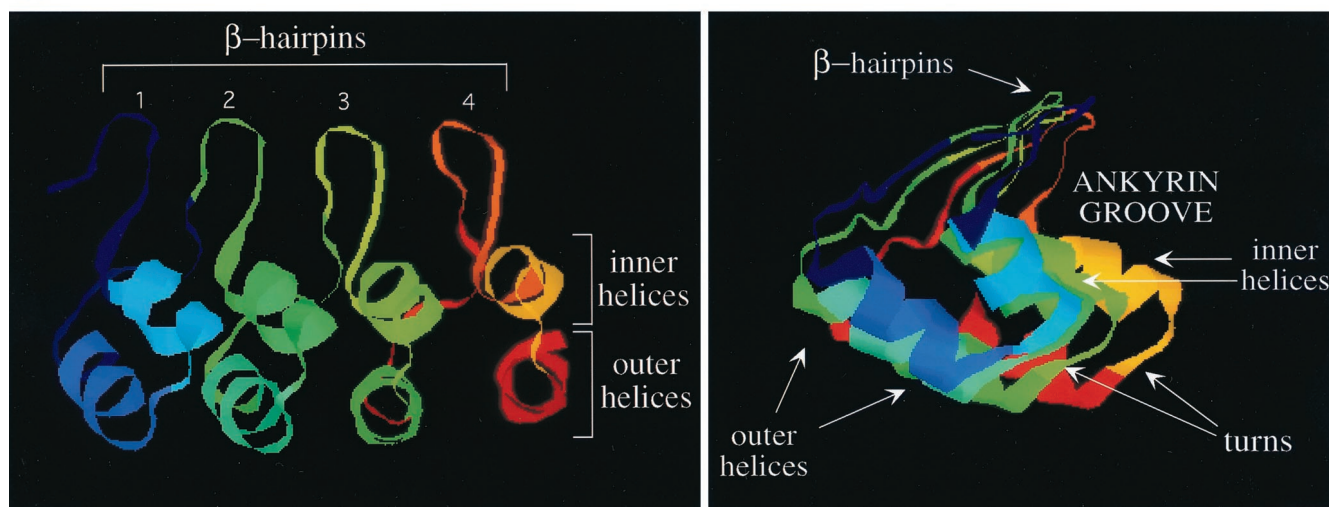 β–hairpins
1 2 3 4
inner
helices
outer
helices
β–hairpins
ANKYRIN
GROOVE
inner
helices
outer
helices
turns